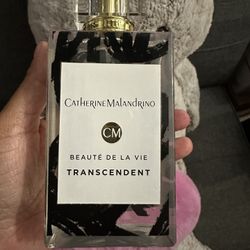 CATHERINE MALANDRINO
CM
BEAUTÉ DE LA VIE
TRANSCENDENT